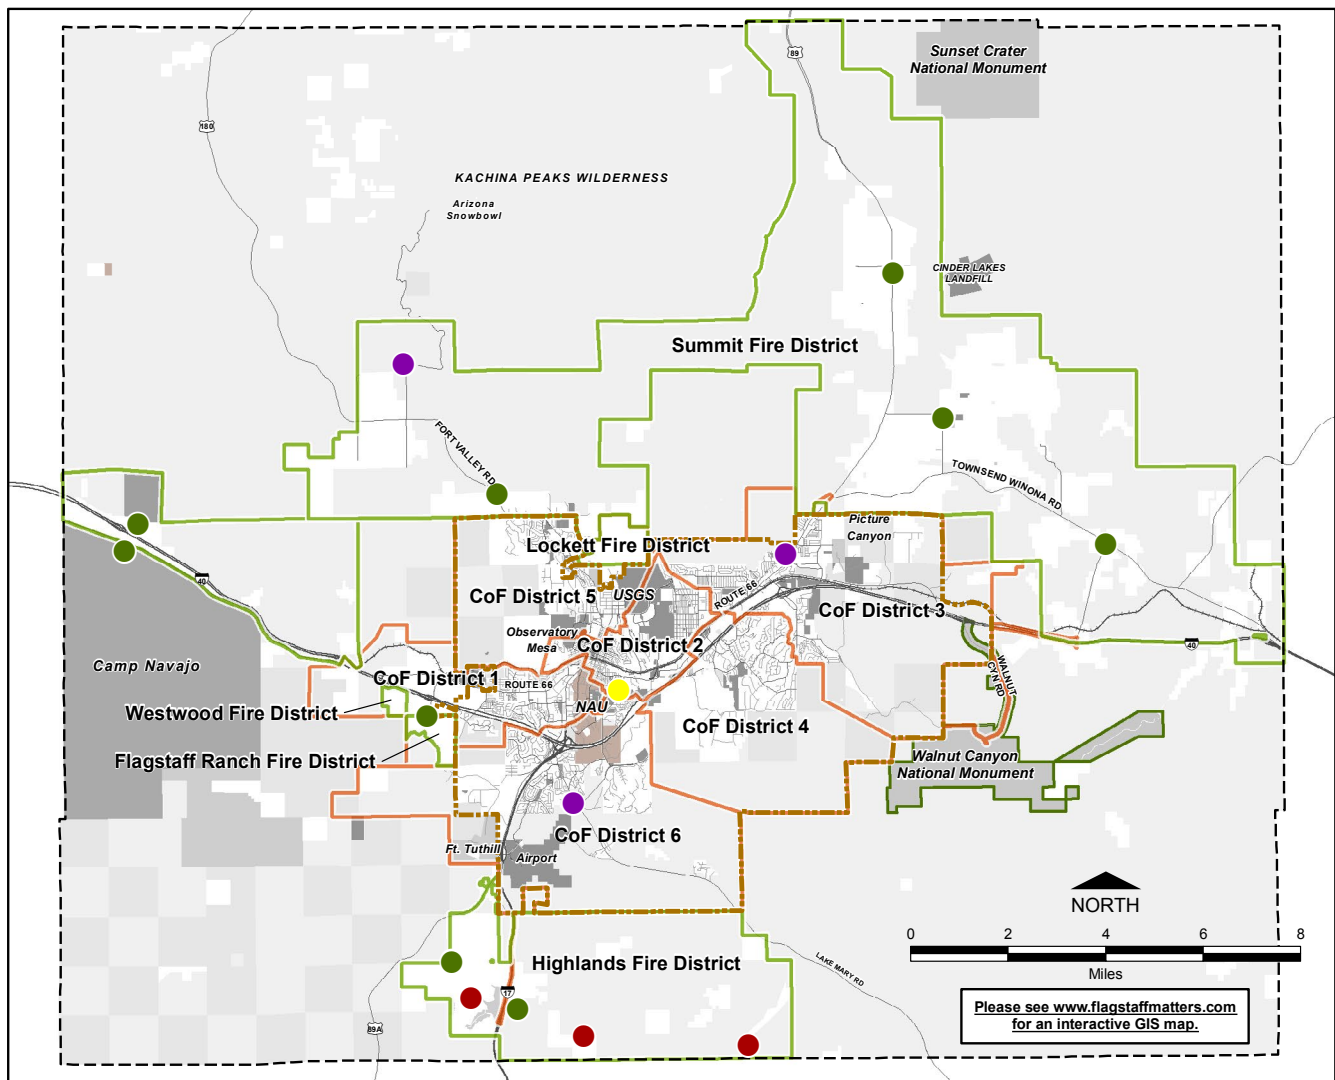 89
Sunset Crater
National Monument
180
KACHINA PEAKS WILDERNESS
Arizona
Snowbowl
CINDER LAKES
LANDFILL
Summit Fire District
FORT VALLEY RD
TOWNSEND WINONA RD
Picture
Canyon
Lockett Fire District
40
CoF District 5
USGS
ROUTE 66
CoF District 3
Observatory
Mesa
CoF District 2
40
Camp Navajo
CoF District 1
ROUTE 66
WALNUT
CYN RD
Westwood Fire District
NAU
CoF District 4
Flagstaff Ranch Fire District
Walnut Canyon
National Monument
CoF District 6
Ft. Tuthill
Airport
NORTH
0 2 4 6 8
Miles
Highlands Fire District
LAKE MARY RD
17
89A
Please see www.flagstaffmatters.com
for an interactive GIS map.